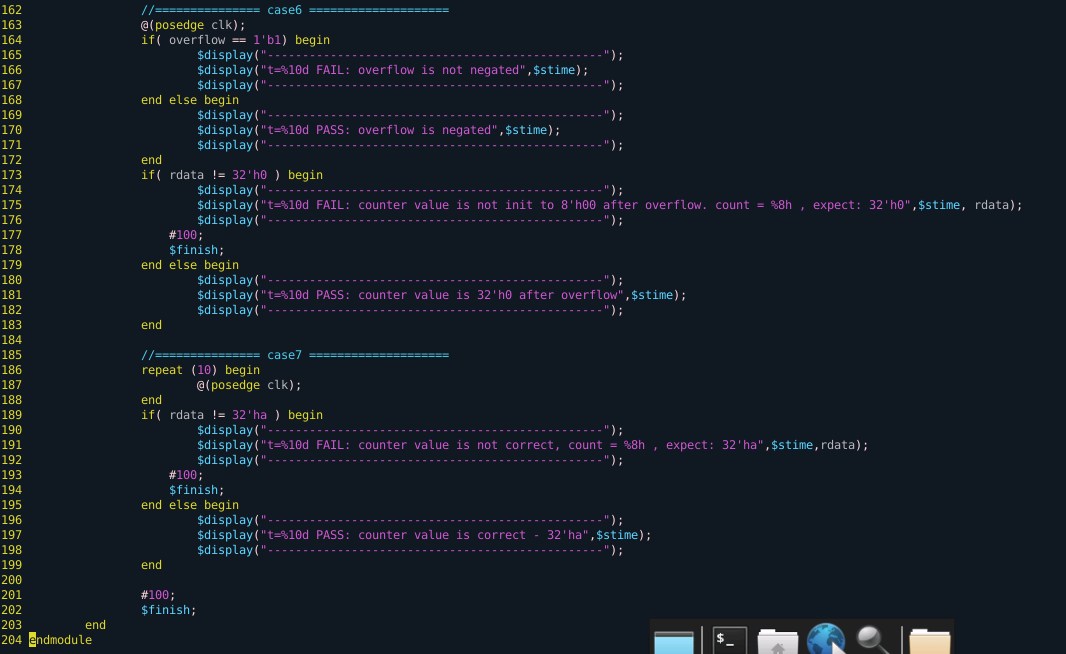 162 //=============== case6 ====================
163 @(posedge clk);
164 if( overflow == 1'b1) begin
165 $display("------------------------------------------------");
166 $display("t=%10d FAIL: overflow is not negated",$stime);
167 $display("------------------------------------------------");
168 end else begin
169 $display("------------------------------------------------");
170 $display("t=%10d PASS: overflow is negated",$stime);
171 $display("------------------------------------------------");
172 end
173 if( rdata != 32'h0 ) begin
174 $display("------------------------------------------------");
175 $display("t=%10d FAIL: counter value is not init to 8'h00 after overflow. count = %8h , expect: 32'h0",$stime, rdata);
176 $display("------------------------------------------------");
177 #100;
178 $finish;
179 end else begin
180 $display("------------------------------------------------");
181 $display("t=%10d PASS: counter value is 32'h0 after overflow",$stime);
182 $display("------------------------------------------------");
183 end
184
185 //=============== case7 ====================
186 repeat (10) begin
187 @(posedge clk);
188 end
189 if( rdata != 32'ha ) begin
190 $display("------------------------------------------------");
191 $display("t=%10d FAIL: counter value is not correct, count = %8h , expect: 32'ha",$stime,rdata);
192 $display("------------------------------------------------");
193 #100;
194 $finish;
195 end else begin
196 $display("------------------------------------------------");
197 $display("t=%10d PASS: counter value is correct - 32'ha",$stime);
198 $display("------------------------------------------------");
199 end
200
201 #100;
202 $finish;
203 end
204 endmodule
$_